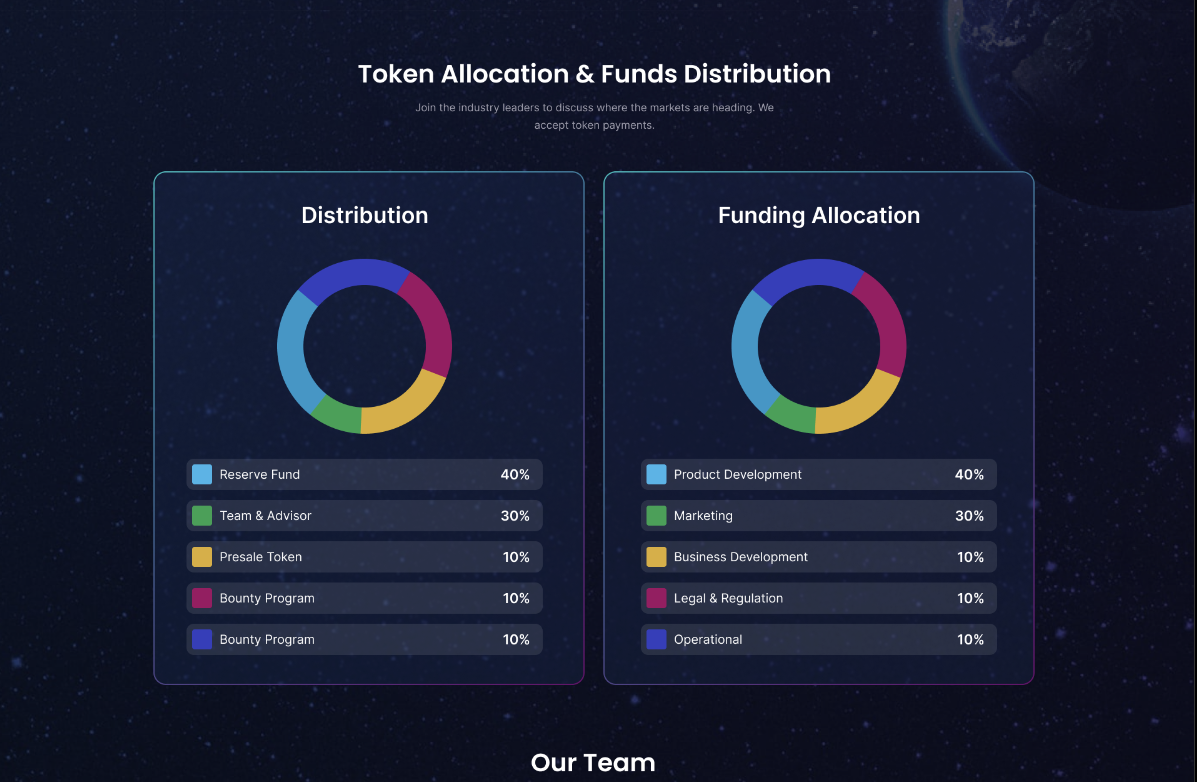 Token Allocation & Funds Distribution
Join the industry leaders to discuss where the markets are heading. We
accept token payments.
Distribution
Reserve Fund 40%
Team & Advisor 30%
Presale Token 10%
Bounty Program 10%
Bounty Program 10%
Funding Allocation
Product Development 40%
Marketing 30%
Business Development 10%
Legal & Regulation 10%
Operational 10%
Our Team